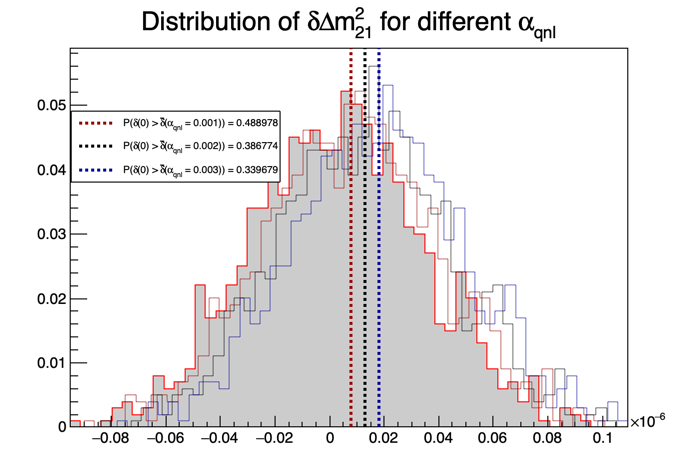 Distribution of δΔm²₂₁ for different α_qnl
0.05
P(δ(0) > δ̃(α_qnl = 0.001)) = 0.488978
P(δ(0) > δ̃(α_qnl = 0.002)) = 0.386774
P(δ(0) > δ̃(α_qnl = 0.003)) = 0.339679
0.04
0.03
0.02
0.01
0
−0.08 −0.06 −0.04 −0.02 0 0.02 0.04 0.06 0.08 0.1 ×10⁻⁶